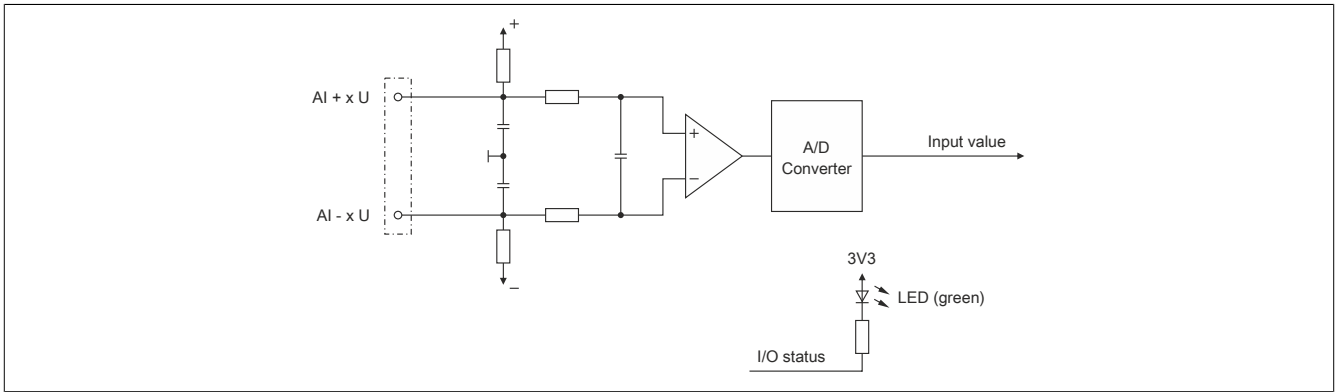 +
AI + x U
+
A/D
Converter
Input value
−
AI - x U
−
3V3
LED (green)
I/O status